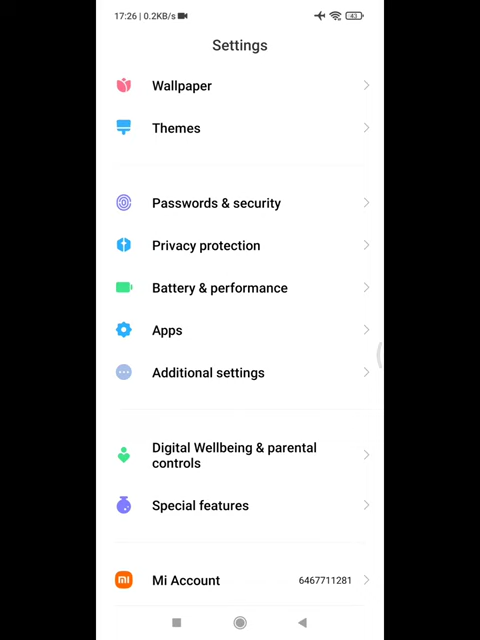 17:26 | 0.2KB/s
43
Settings
Wallpaper
Themes
Passwords & security
Privacy protection
Battery & performance
Apps
Additional settings
Digital Wellbeing & parental
controls
Special features
Mi Account 6467711281